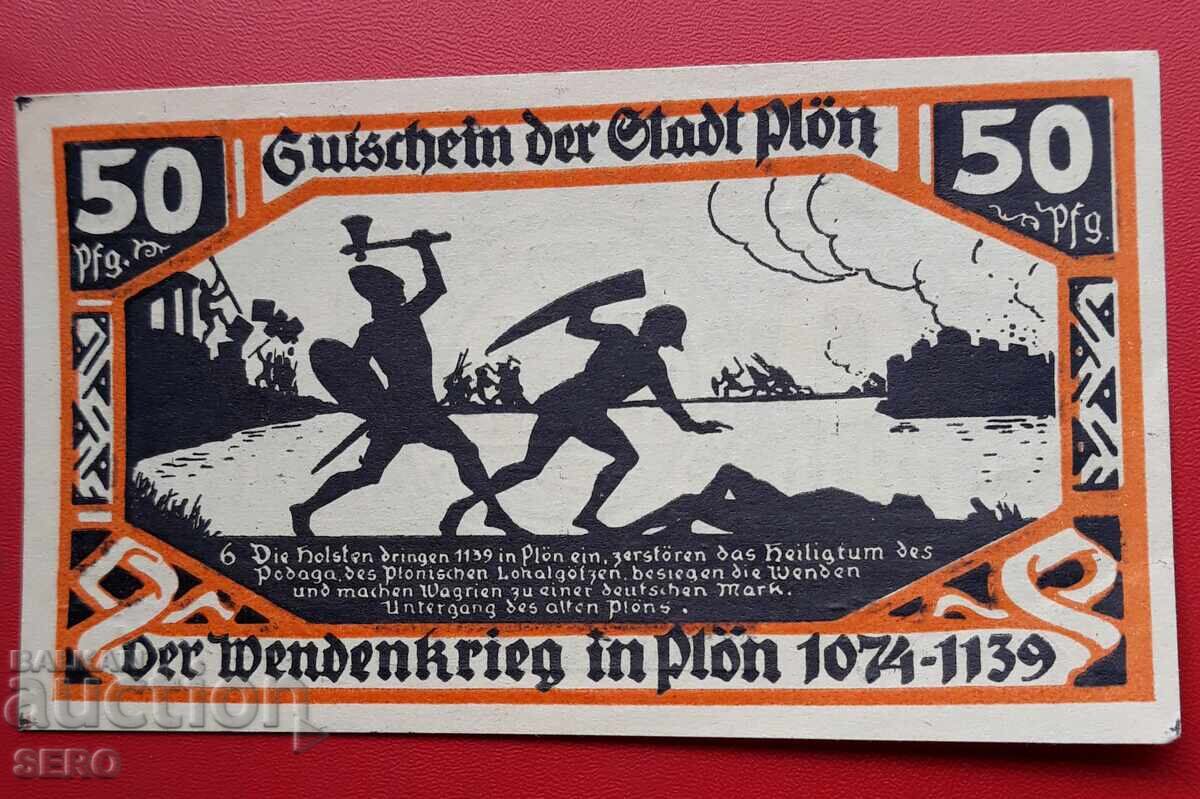 Gutschein der Stadt Plön
50
Pfg.
50
Pfg.
6 Die Holsten dringen 1139 in Plön ein, zerstören das Heiligtum des
Podaga, des Plönischen Lokalgötzen, besiegen die Wenden
und machen Wagrien zu einer deutschen Mark.
Untergang des alten Plöns.
Der Wendenkrieg in Plön 1074-1139
BALKAN
auction
SERO